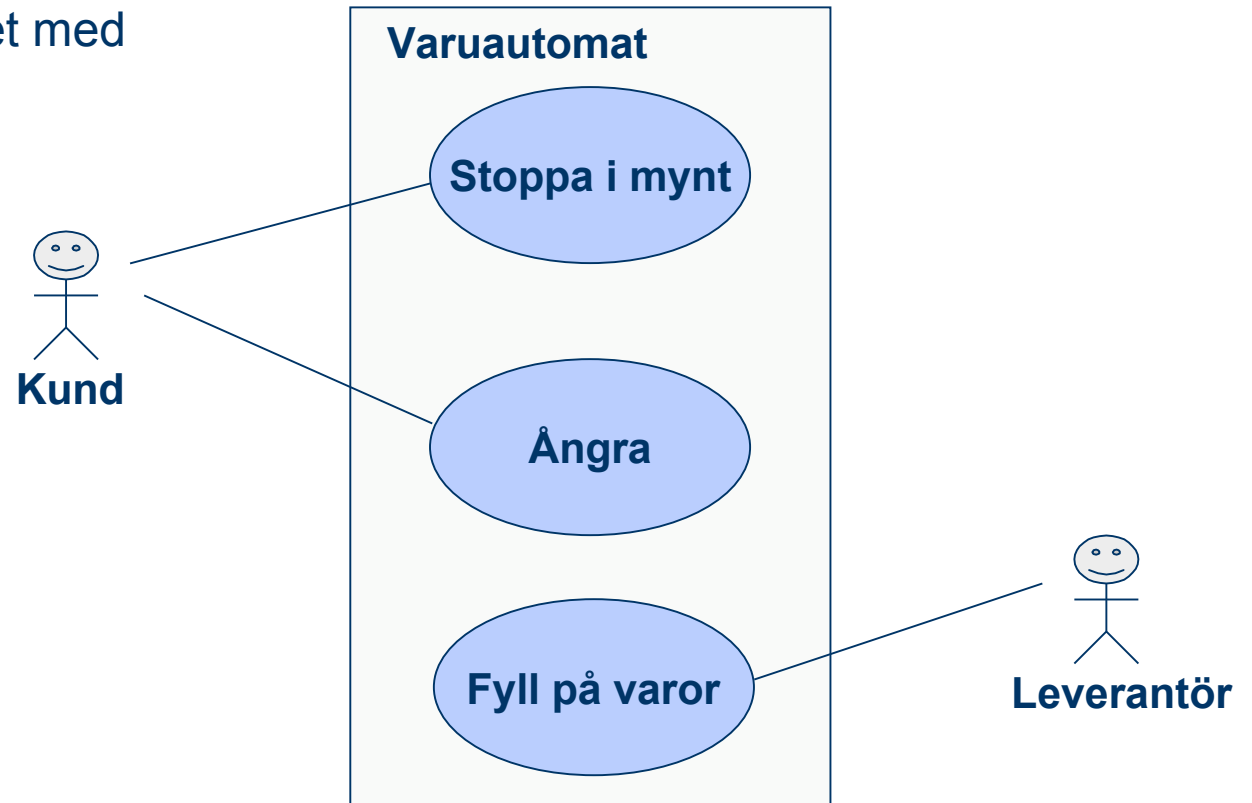 et med
Varuautomat
Stoppa i mynt
Kund
Ångra
Fyll på varor
Leverantör